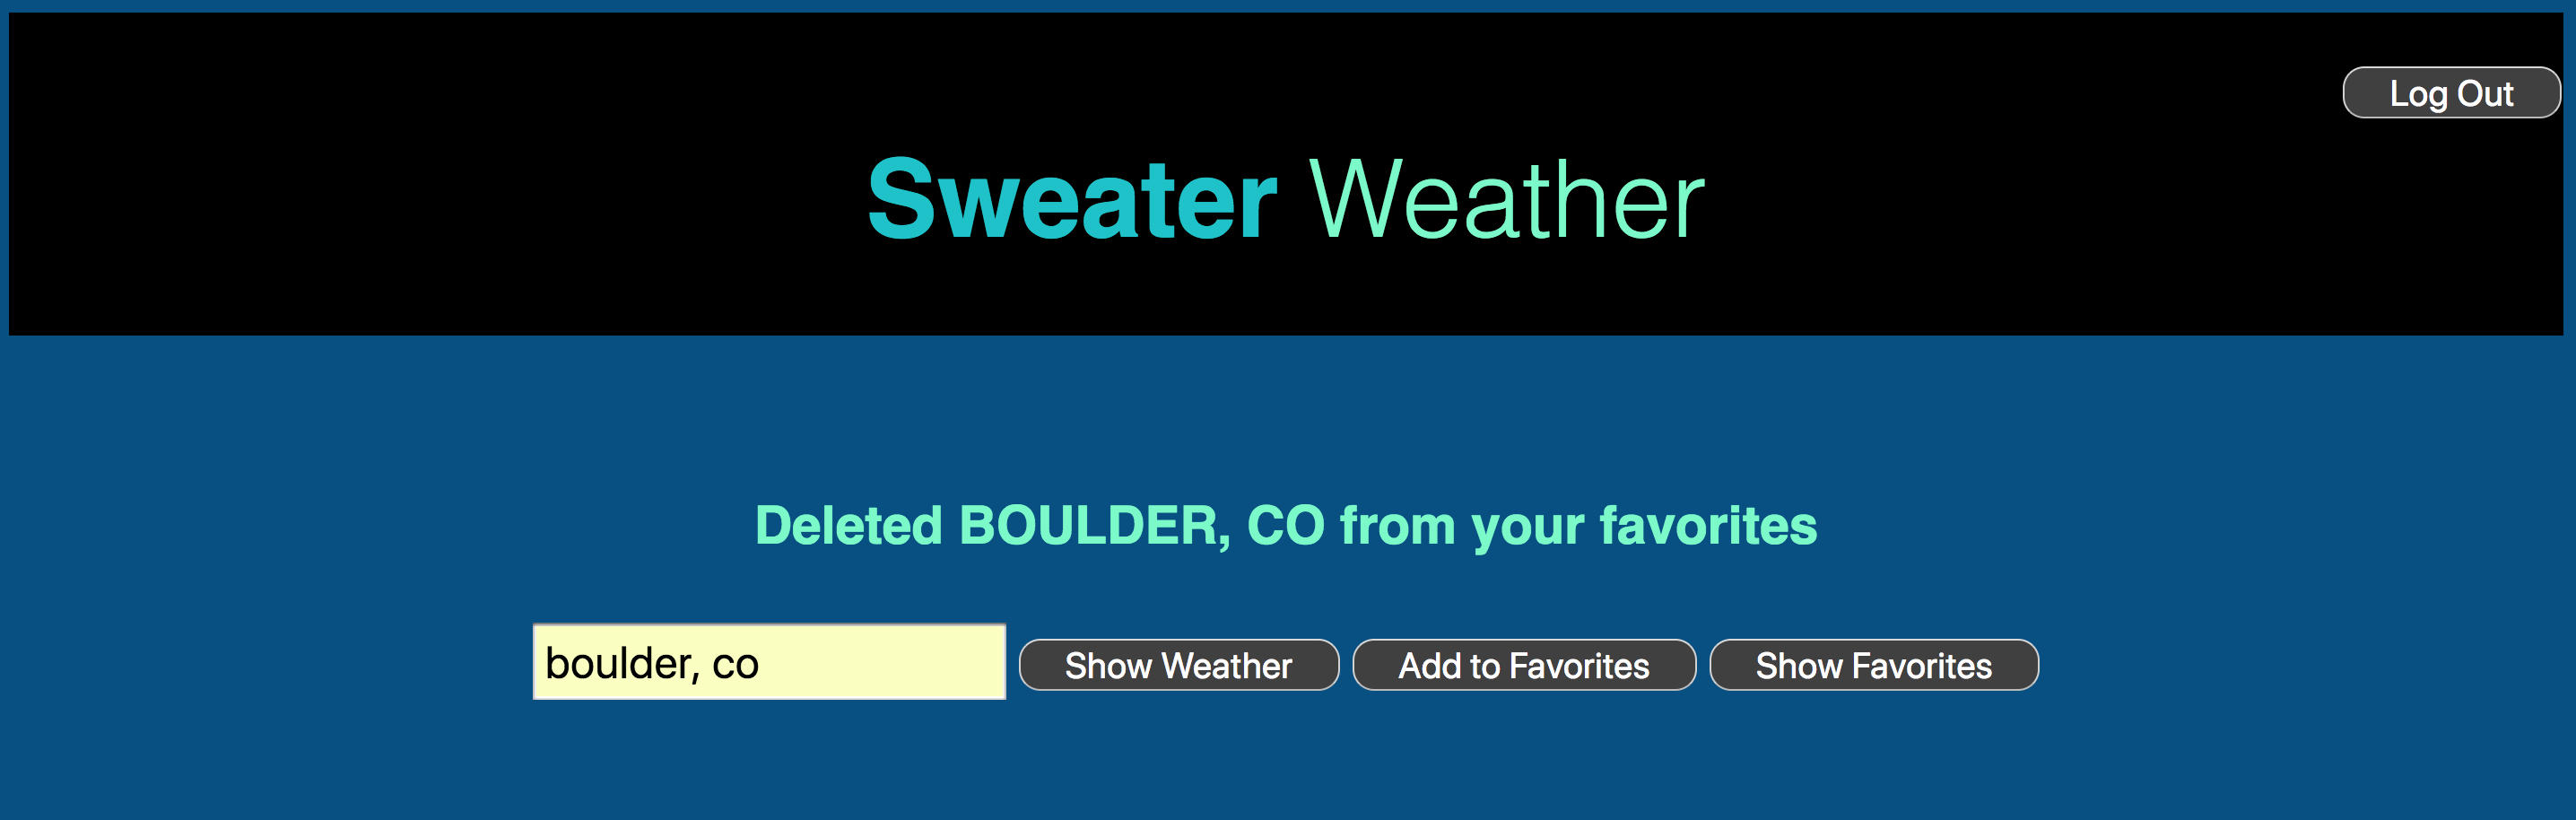 Log Out
Sweater Weather
Deleted BOULDER, CO from your favorites
boulder, co Show Weather Add to Favorites Show Favorites